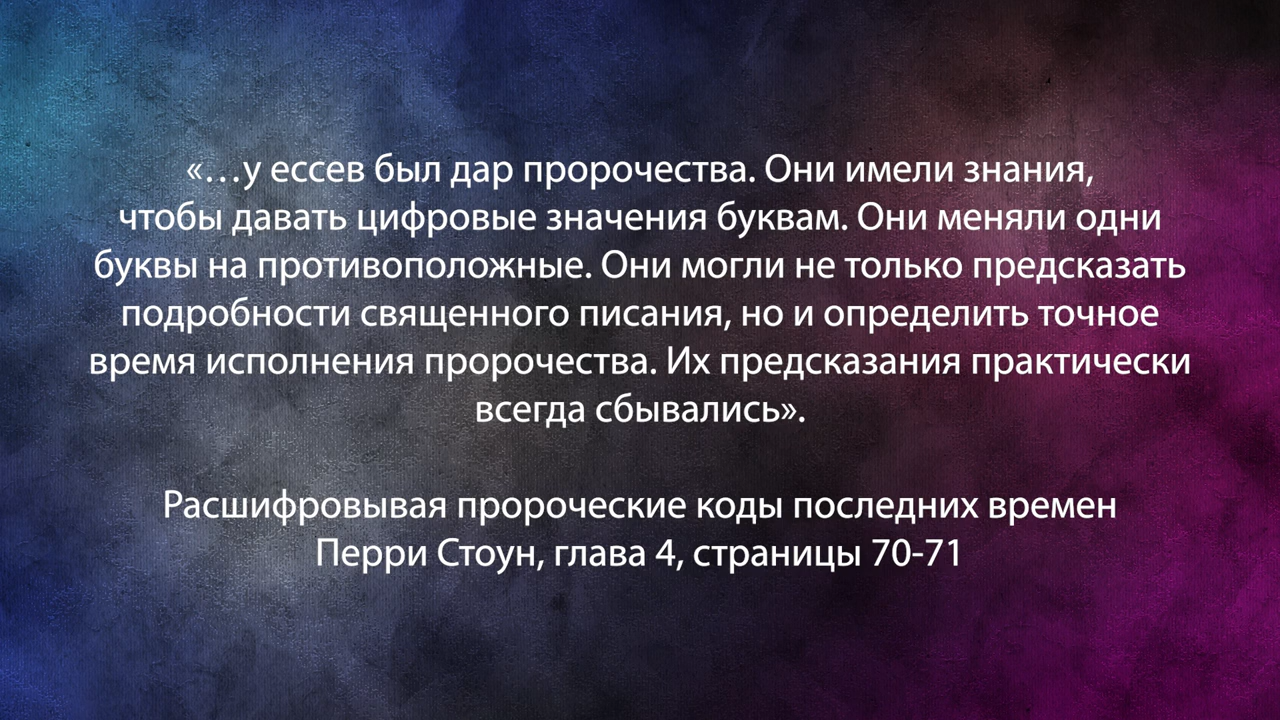 «…у ессев был дар пророчества. Они имели знания,
чтобы давать цифровые значения буквам. Они меняли одни
буквы на противоположные. Они могли не только предсказать
подробности священного писания, но и определить точное
время исполнения пророчества. Их предсказания практически
всегда сбывались».
Расшифровывая пророческие коды последних времен
Перри Стоун, глава 4, страницы 70-71